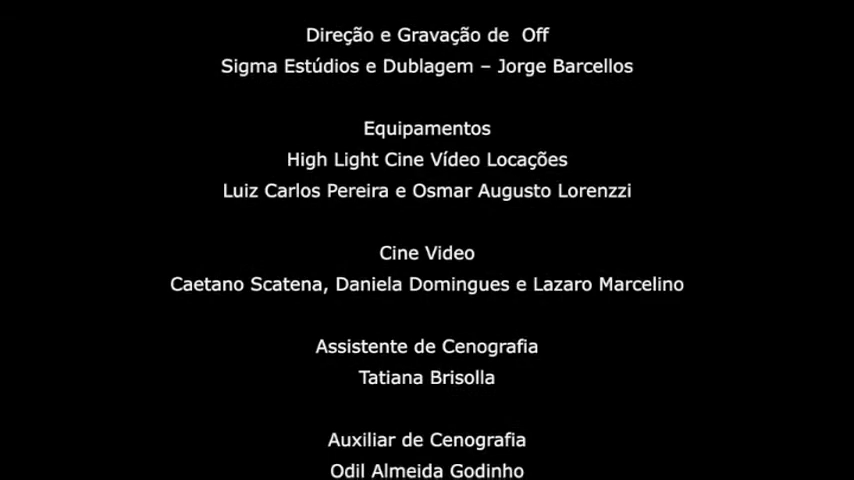 Direção e Gravação de  Off
Sigma Estúdios e Dublagem – Jorge Barcellos
Equipamentos
High Light Cine Vídeo Locações
Luiz Carlos Pereira e Osmar Augusto Lorenzzi
Cine Video
Caetano Scatena, Daniela Domingues e Lazaro Marcelino
Assistente de Cenografia
Tatiana Brisolla
Auxiliar de Cenografia
Odil Almeida Godinho